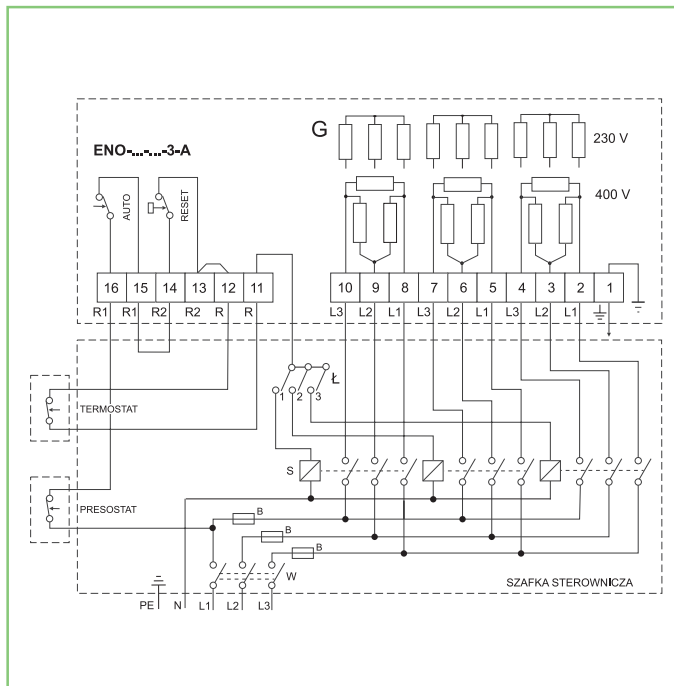 G
230 V
ENO-...-...-3-A
400 V
AUTO
RESET
16 15 14 13 12 11 10 9 8 7 6 5 4 3 2 1
R1 R1 R2 R2 R R L3 L2 L1 L3 L2 L1 L3 L2 L1
Ł
1 2 3
TERMOSTAT
S
PRESOSTAT
B
B
B
W
SZAFKA STEROWNICZA
PE N L1 L2 L3